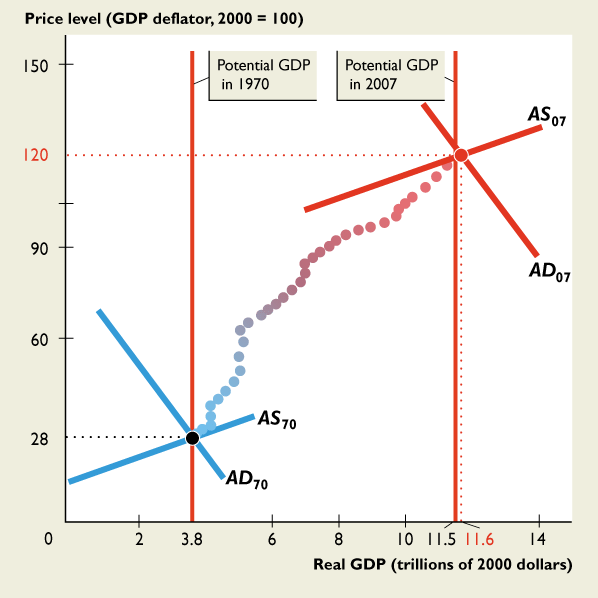 Price level (GDP deflator, 2000 = 100)
150
Potential GDP
in 1970
Potential GDP
in 2007
AS07
120
90
AD07
60
AS70
28
AD70
0
2
3.8
6
8
10
11.5
11.6
14
Real GDP (trillions of 2000 dollars)